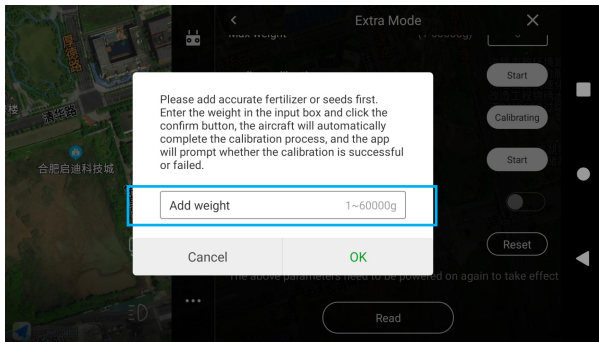 Extra Mode
Max weight
Please add accurate fertilizer or seeds first.
Enter the weight in the input box and click the
confirm button, the aircraft will automatically
complete the calibration process, and the app
will prompt whether the calibration is successful
or failed.
Add weight 1~60000g
Cancel OK
Start
Calibrating
Start
Reset
The above parameters need to be powered on again to take effect
Read
楼
合肥启迪科技城